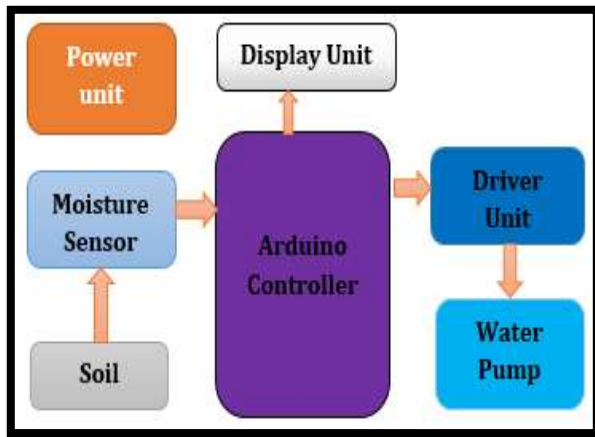 Power
unit
Display Unit
Moisture
Sensor
Arduino
Controller
Driver
Unit
Soil
Water
Pump